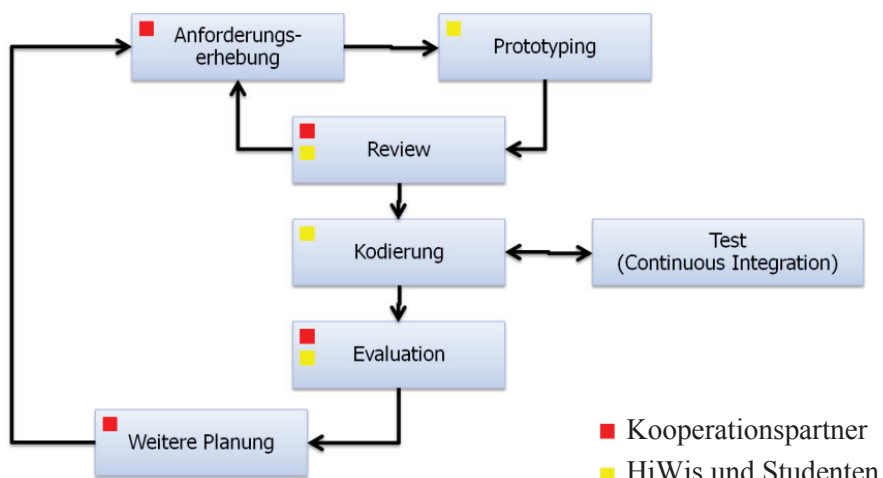 Anforderungs-
erhebung
Prototyping
Review
Kodierung
Test
(Continuous Integration)
Evaluation
Weitere Planung
Kooperationspartner
HiWis und Studenten